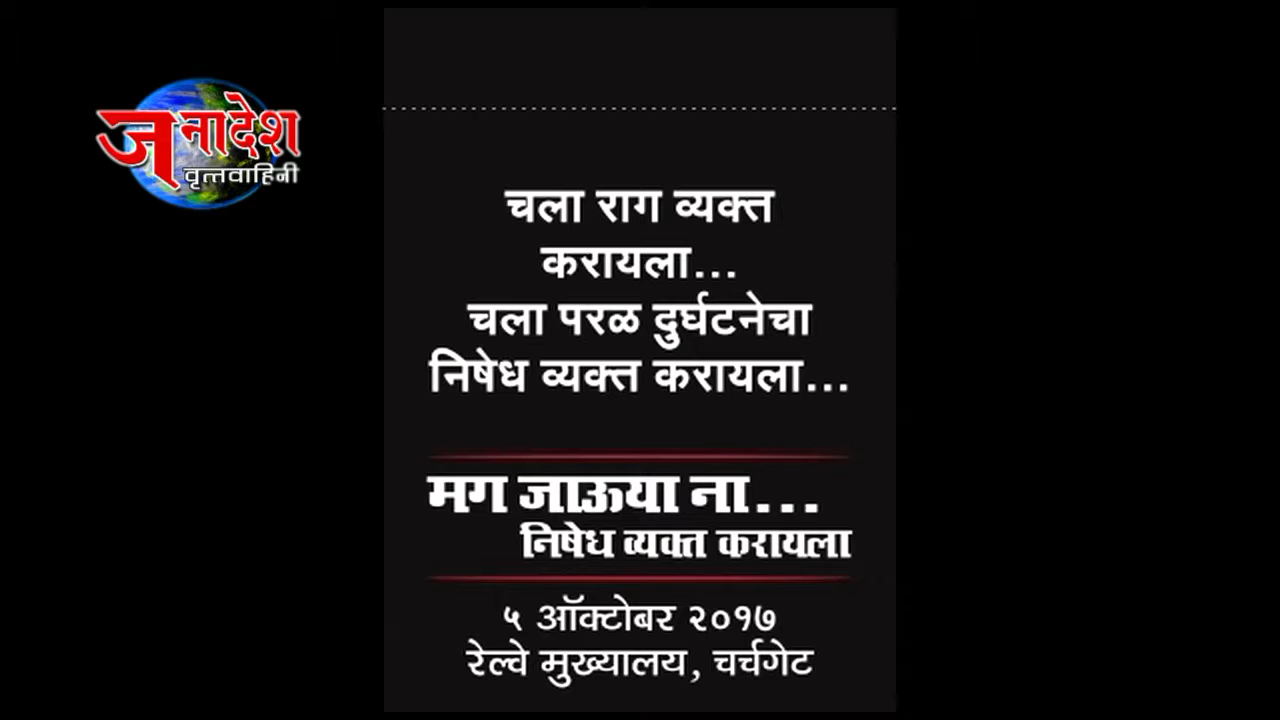 जनादेश
वृत्तवाहिनी
चला राग व्यक्त
करायला...
चला परळ दुर्घटनेचा
निषेध व्यक्त करायला...
मग जाऊया ना...
निषेध व्यक्त करायला
५ ऑक्टोबर २०१७
रेल्वे मुख्यालय, चर्चगेट